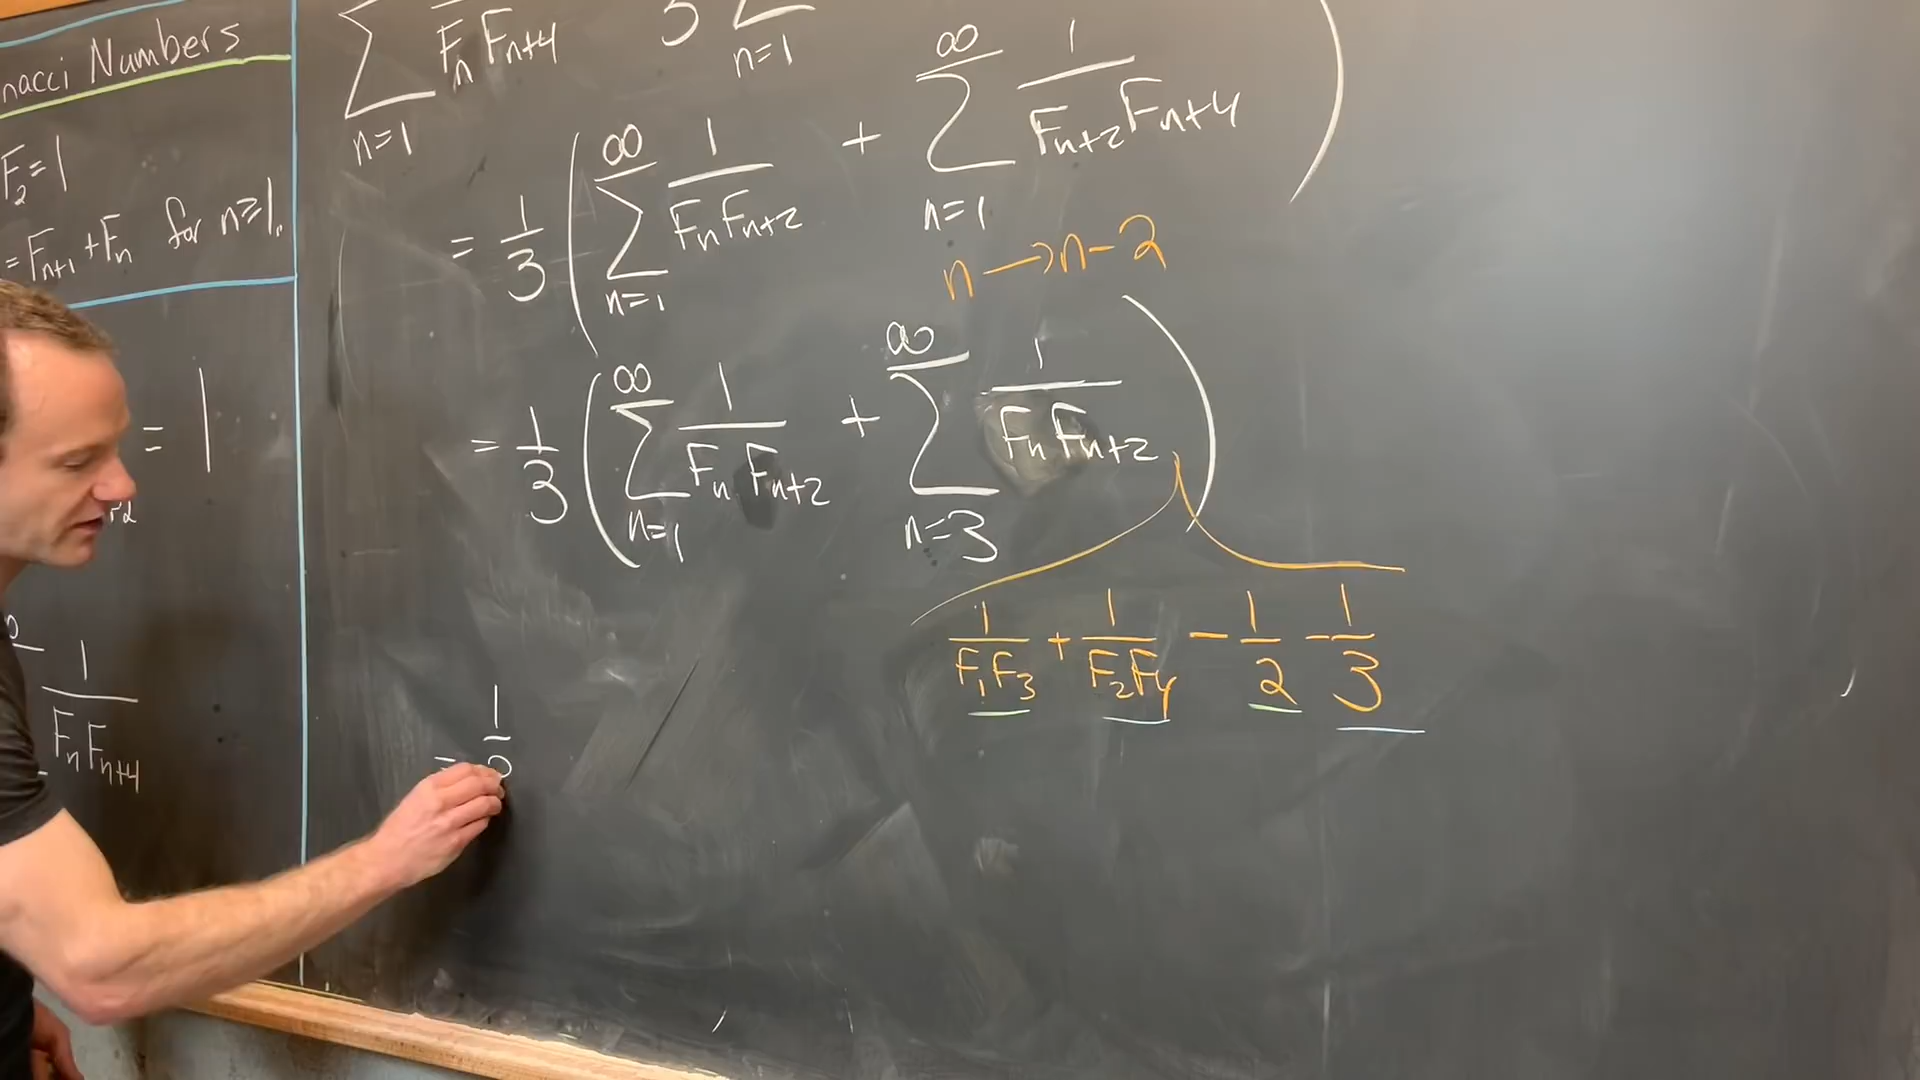 nacci Numbers
F₂ = 1
= Fₙ₊₁ + Fₙ for n ≥ 1.
= 1
1 / FₙFₙ₊₄
∑ n=1 / FₙFₙ₊₄ 3 ∑ n=1
= 1/3 ( ∑ n=1 ∞ 1/FₙFₙ₊₂ + ∑ n=1 ∞ 1/Fₙ₊₂Fₙ₊₄ )
n → n-2
= 1/3 ( ∑ n=1 ∞ 1/FₙFₙ₊₂ + ∑ n=3 ∞ 1/FₙFₙ₊₂ )
1/F₁F₃ + 1/F₂F₄ - 1/2 - 1/3
= 1